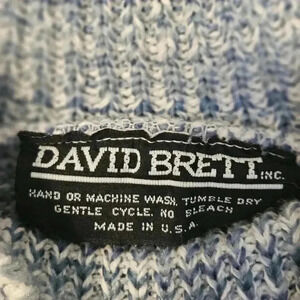 DAVID BRETT INC.
HAND OR MACHINE WASH, TUMBLE DRY
GENTLE CYCLE, NO BLEACH
MADE IN U.S.A.